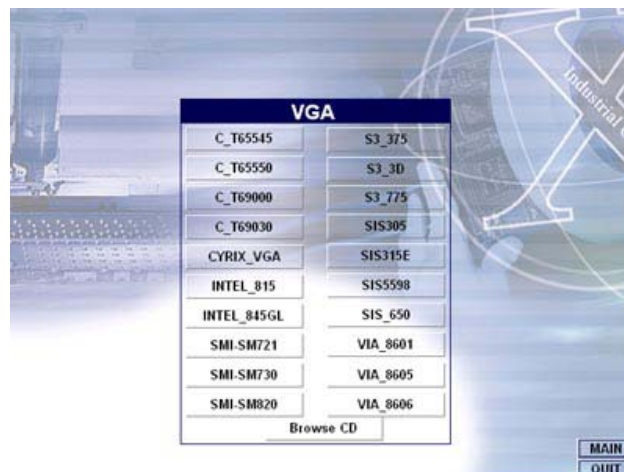 VGA
C_T65545 S3_375
C_T65550 S3_3D
C_T69000 S3_775
C_T69030 SIS305
CYRIX_VGA SIS315E
INTEL_815 SIS5598
INTEL_845GL SIS_650
SMI-SM721 VIA_8601
SMI-SM730 VIA_8605
SMI-SM820 VIA_8606
Browse CD
Industrial
MAIN
QUIT